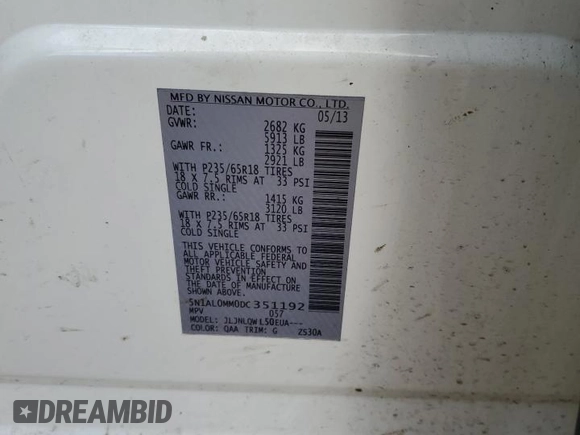 MFD BY NISSAN MOTOR CO., LTD.
DATE: 05/13
GVWR: 2682 KG
5913 LB
GAWR FR.: 1325 KG
2921 LB
WITH P235/65R18 TIRES
18 X 7.5 RIMS AT 33 PSI
COLD SINGLE
GAWR RR.: 1415 KG
3120 LB
WITH P235/65R18 TIRES
18 X 7.5 RIMS AT 33 PSI
COLD SINGLE
THIS VEHICLE CONFORMS TO
ALL APPLICABLE FEDERAL
MOTOR VEHICLE SAFETY AND
THEFT PREVENTION
STANDARDS IN EFFECT ON
THE DATE OF MANUFACTURE
SHOWN ABOVE.
5N1AL0MM0DC351192
MPV 057
MODEL: JLJNLQW L50EUA---
COLOR: QAA TRIM: G Z530A
DREAMBID